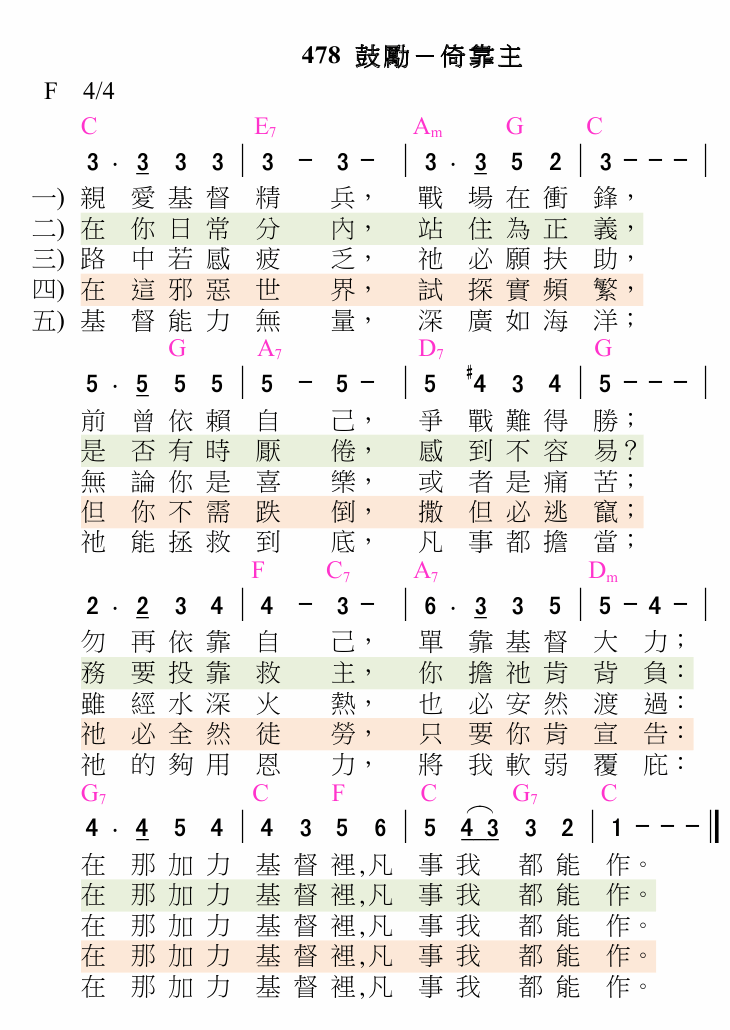 478 鼓勵－倚靠主
F 4/4
C E7 Am G C
3 . 3 3 3 | 3 － 3 － | 3 . 3 5 2 | 3 － － － |
一) 親愛基督精兵，戰場在衝鋒，
二) 在你日常分內，站住為正義，
三) 路中若感疲乏，祂必願扶助，
四) 在這邪惡世界，試探實頻繁，
五) 基督能力無量，深廣如海洋；
G A7 D7 G
5 . 5 5 5 | 5 － 5 － | 5 #4 3 4 | 5 － － － |
前曾依賴自己，爭戰難得勝；
是否有時厭倦，感到不容易？
無論你是喜樂，或者是痛苦；
但你不需跌倒，撒但必逃竄；
祂能拯救到底，凡事都擔當；
F C7 A7 Dm
2 . 2 3 4 | 4 － 3 － | 6 . 3 3 5 | 5 － 4 － |
勿再依靠自己，單靠基督大力；
務要投靠救主，你擔祂肯背負：
雖經水深火熱，也必安然渡過：
祂必全然徒勞，只要你肯宣告：
祂的夠用恩力，將我軟弱覆庇：
G7 C F C G7 C
4 . 4 5 4 | 4 3 5 6 | 5 4 3 3 2 | 1 － － － ||
在那加力基督裡,凡事我都能作。
在那加力基督裡,凡事我都能作。
在那加力基督裡,凡事我都能作。
在那加力基督裡,凡事我都能作。
在那加力基督裡,凡事我都能作。